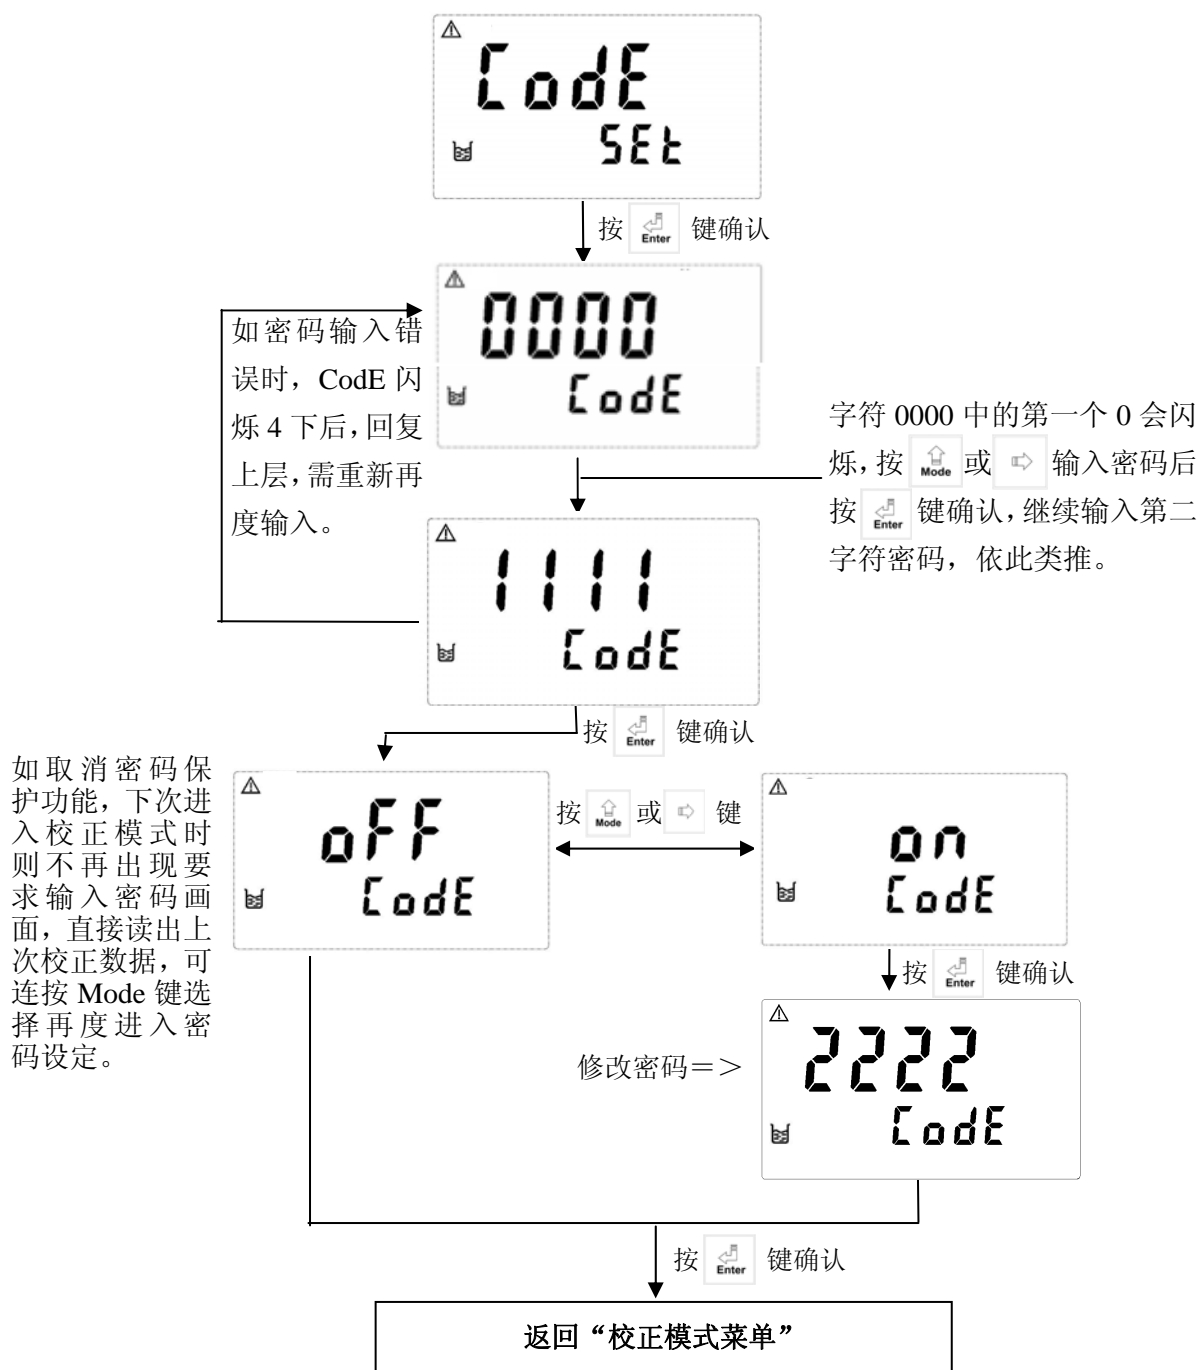 CodE
SEt
按 Enter 键确认
0000
CodE
如密码输入错
误时，CodE 闪
烁 4 下后，回复
上层，需重新再
度输入。
字符 0000 中的第一个 0 会闪
烁，按 Mode 或 输入密码后
按 Enter 键确认，继续输入第二
字符密码，依此类推。
1111
CodE
按 Enter 键确认
如取消密码保
护功能，下次进
入校正模式时
则不再出现要
求输入密码画
面，直接读出上
次校正数据，可
连按 Mode 键选
择再度进入密
码设定。
oFF
CodE
按 Mode 或 键
on
CodE
按 Enter 键确认
修改密码＝＞
2222
CodE
按 Enter 键确认
返回“校正模式菜单”